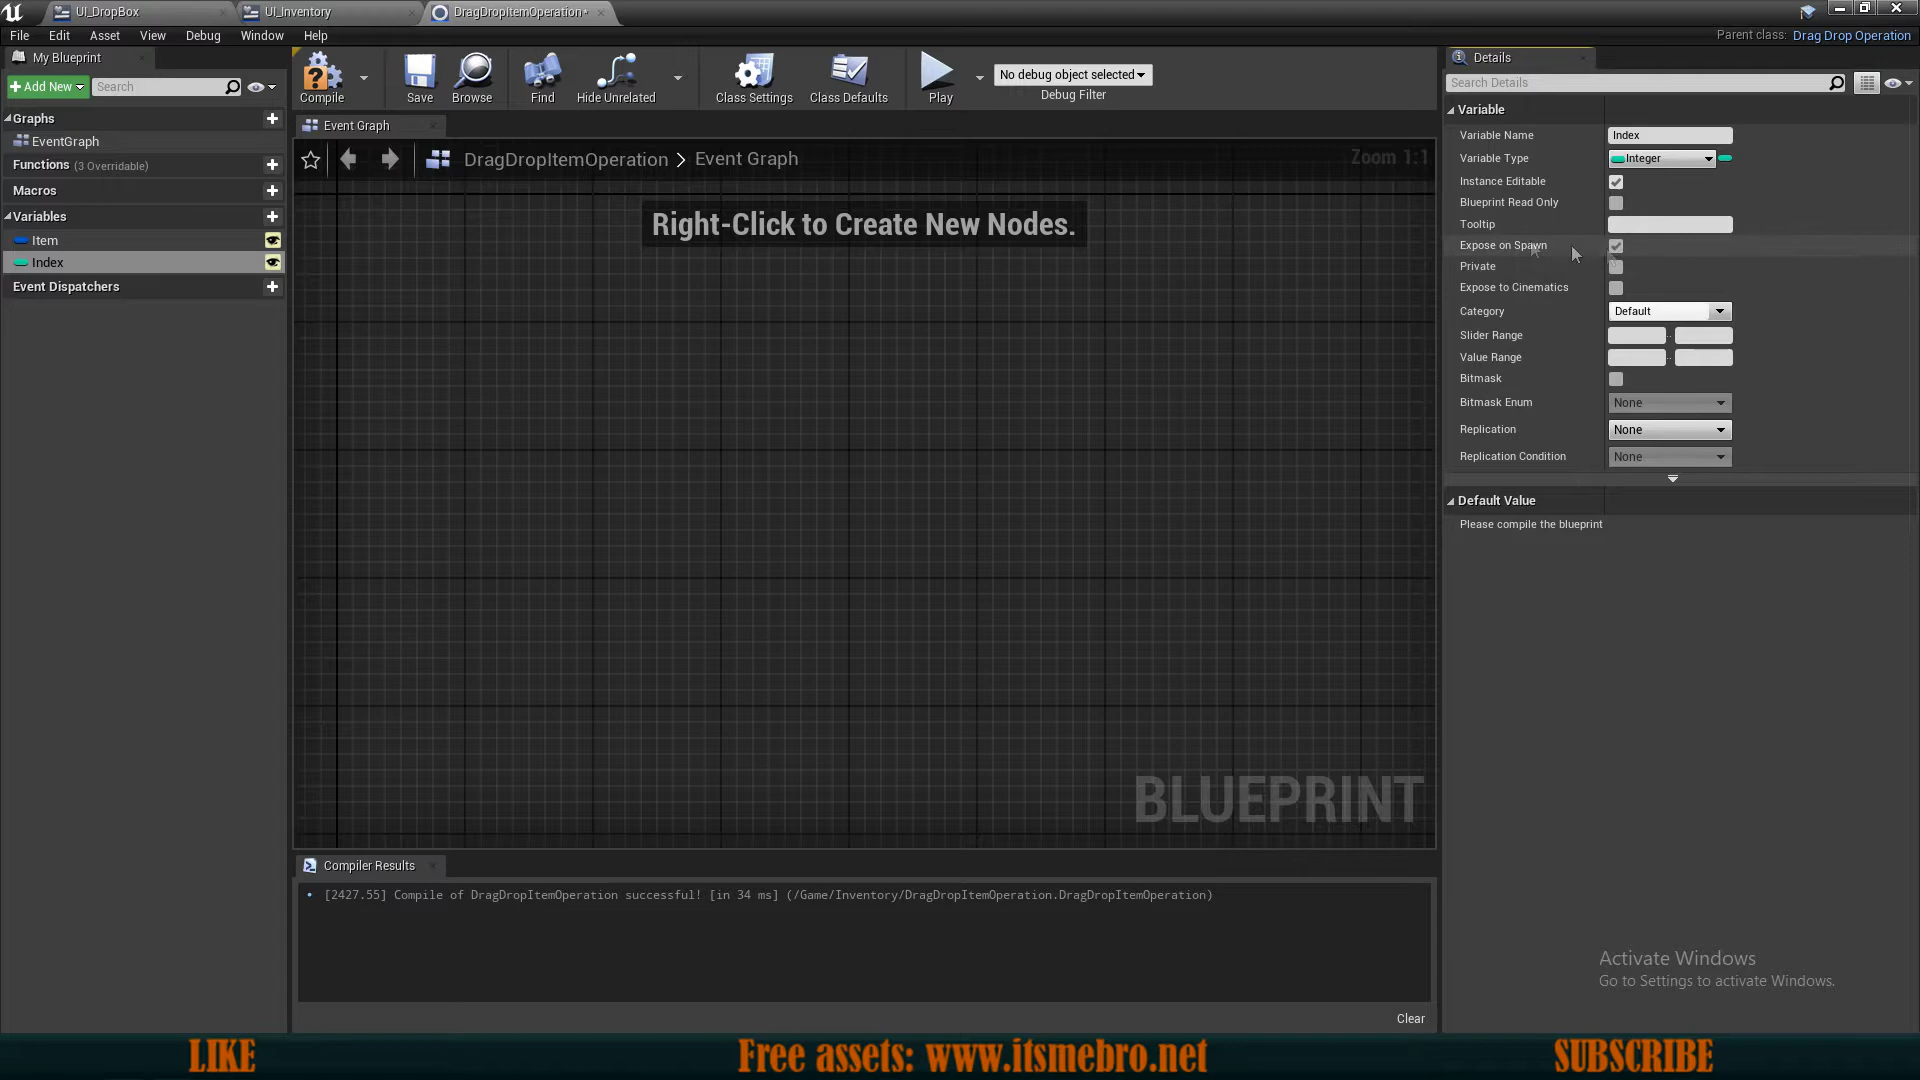 UI_DropBox
UI_Inventory
DragDropItemOperation*
File Edit Asset View Debug Window Help
Parent class: Drag Drop Operation
My Blueprint
Add New
Search
Compile
Save
Browse
Find
Hide Unrelated
Class Settings
Class Defaults
Play
No debug object selected
Debug Filter
Graphs
EventGraph
Functions (3 Overridable)
Macros
Variables
Item
Index
Event Dispatchers
Event Graph
DragDropItemOperation > Event Graph
Zoom 1:1
Right-Click to Create New Nodes.
BLUEPRINT
Compiler Results
• [2427.55] Compile of DragDropItemOperation successful! [in 34 ms] (/Game/Inventory/DragDropItemOperation.DragDropItemOperation)
Clear
Details
Search Details
Variable
Variable Name Index
Variable Type Integer
Instance Editable
Blueprint Read Only
Tooltip
Expose on Spawn
Private
Expose to Cinematics
Category Default
Slider Range
Value Range
Bitmask
Bitmask Enum None
Replication None
Replication Condition None
Default Value
Please compile the blueprint
Activate Windows
Go to Settings to activate Windows.
LIKE
Free assets: www.itsmebro.net
SUBSCRIBE